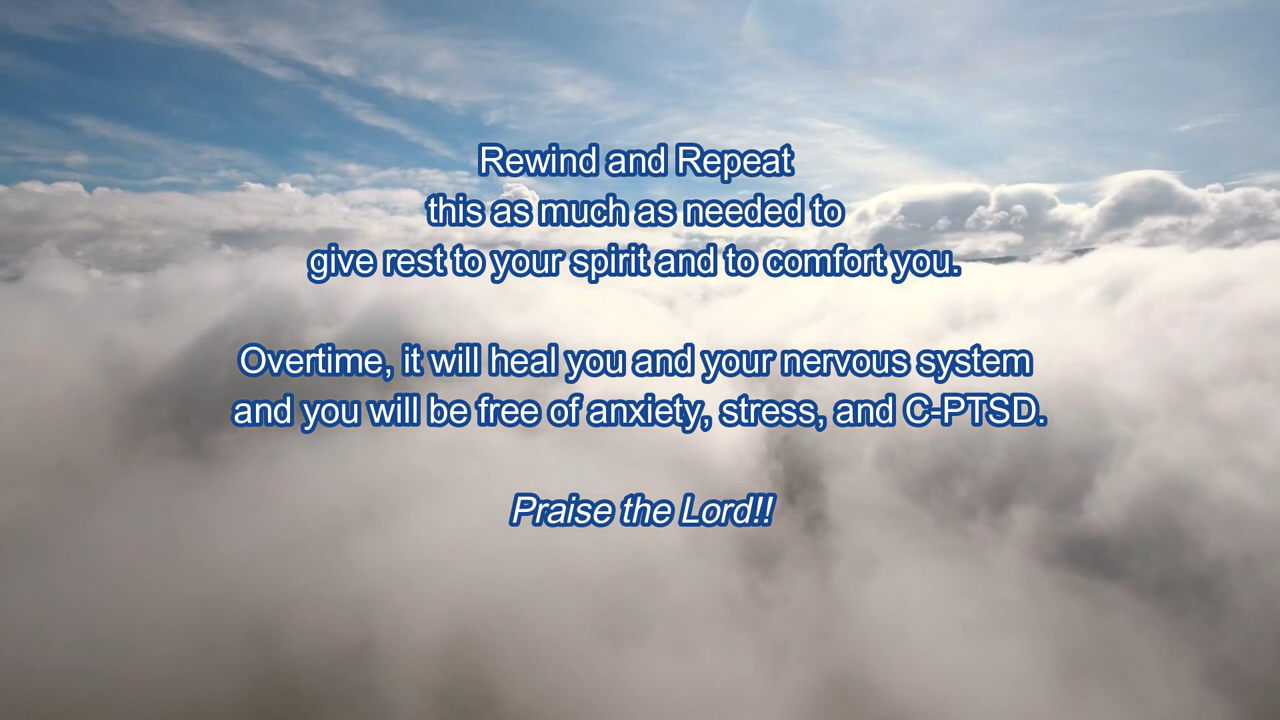 Rewind and Repeat
this as much as needed to
give rest to your spirit and to comfort you.
Overtime, it will heal you and your nervous system
and you will be free of anxiety, stress, and C-PTSD.
Praise the Lord!!